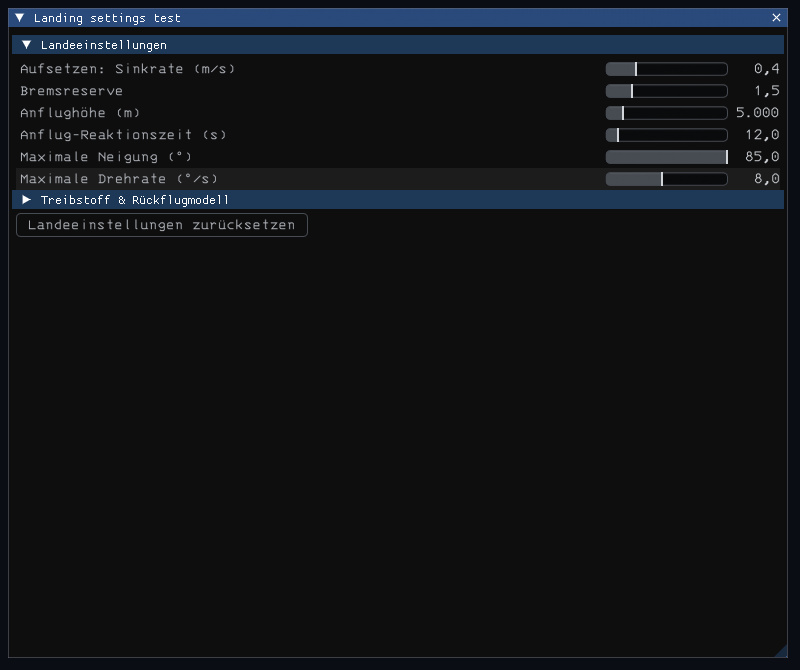 Landing settings test
Landeeinstellungen
Aufsetzen: Sinkrate (m/s) 0,4
Bremsreserve 1,5
Anflughöhe (m) 5.000
Anflug-Reaktionszeit (s) 12,0
Maximale Neigung (°) 85,0
Maximale Drehrate (°/s) 8,0
Treibstoff & Rückflugmodell
Landeeinstellungen zurücksetzen